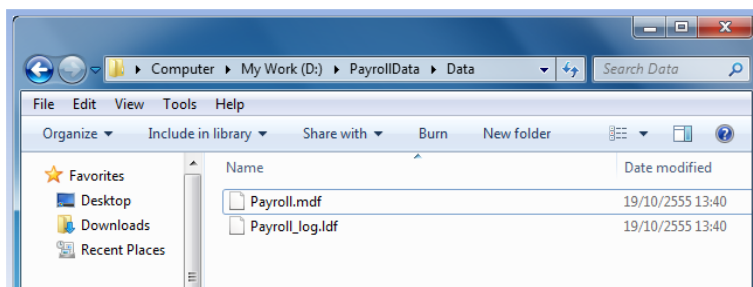 Computer ▸ My Work (D:) ▸ PayrollData ▸ Data
Search Data
File Edit View Tools Help
Organize Include in library Share with Burn New folder
Favorites
Desktop
Downloads
Recent Places
Name Date modified
Payroll.mdf 19/10/2555 13:40
Payroll_log.ldf 19/10/2555 13:40